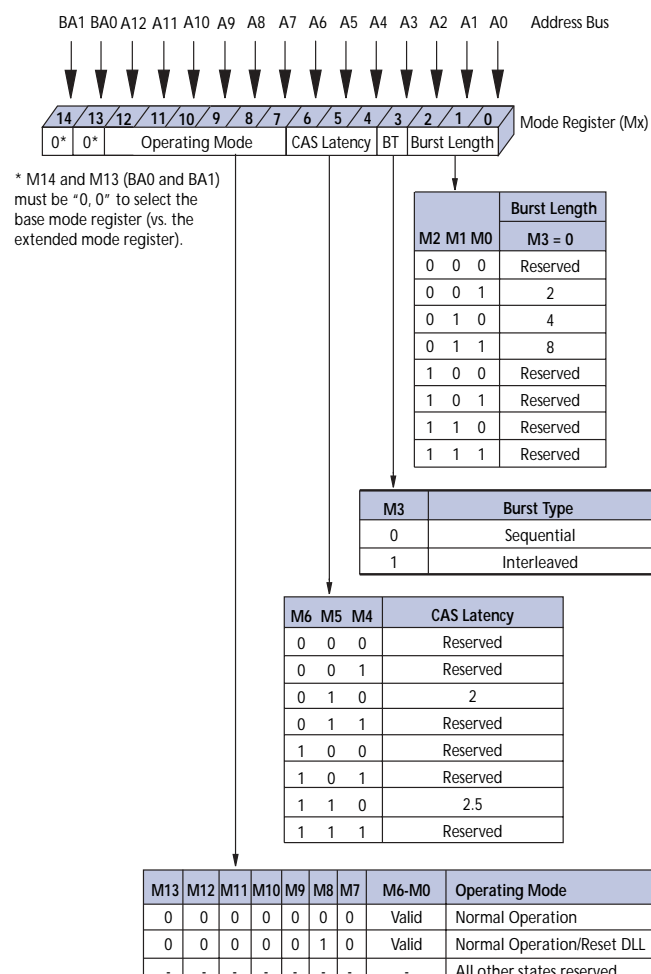 BA1 BA0 A12 A11 A10 A9 A8 A7 A6 A5 A4 A3 A2 A1 A0 Address Bus
14 13 12 11 10 9 8 7 6 5 4 3 2 1 0 Mode Register (Mx)
0* 0* Operating Mode CAS Latency BT Burst Length
* M14 and M13 (BA0 and BA1)
must be "0, 0" to select the
base mode register (vs. the
extended mode register).
Burst Length
M2 M1 M0 M3 = 0
0 0 0 Reserved
0 0 1 2
0 1 0 4
0 1 1 8
1 0 0 Reserved
1 0 1 Reserved
1 1 0 Reserved
1 1 1 Reserved
M3 Burst Type
0 Sequential
1 Interleaved
M6 M5 M4 CAS Latency
0 0 0 Reserved
0 0 1 Reserved
0 1 0 2
0 1 1 Reserved
1 0 0 Reserved
1 0 1 Reserved
1 1 0 2.5
1 1 1 Reserved
M13 M12 M11 M10 M9 M8 M7 M6-M0 Operating Mode
0 0 0 0 0 0 0 Valid Normal Operation
0 0 0 0 0 1 0 Valid Normal Operation/Reset DLL
- - - - - - - - All other states reserved